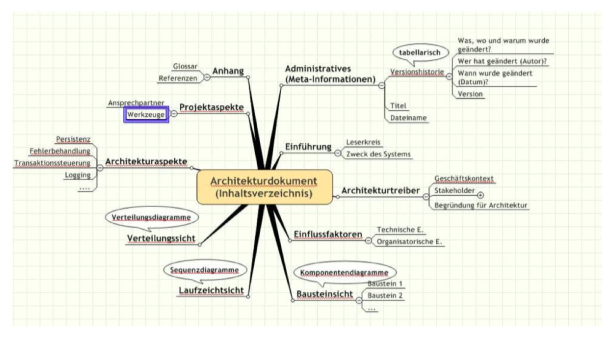 Architekturdokument
(Inhaltsverzeichnis)
Administratives
(Meta-Informationen)
tabellarisch
Versionshistorie
Was, wo und warum wurde
geändert?
Wer hat geändert (Autor)?
Wann wurde geändert
(Datum)?
Version
Titel
Dateiname
Einführung
Leserkreis
Zweck des Systems
Architekturtreiber
Geschäftskontext
Stakeholder
Begründung für Architektur
Einflussfaktoren
Technische E.
Organisatorische E.
Komponentendiagramme
Bausteinsicht
Baustein 1
Baustein 2
...
Sequenzdiagramme
Laufzeichtsicht
Verteilungsdiagramme
Verteilungssicht
Architekturaspekte
Persistenz
Fehlerbehandlung
Transaktionssteuerung
Logging
....
Projektaspekte
Ansprechpartner
Werkzeuge
Anhang
Glossar
Referenzen